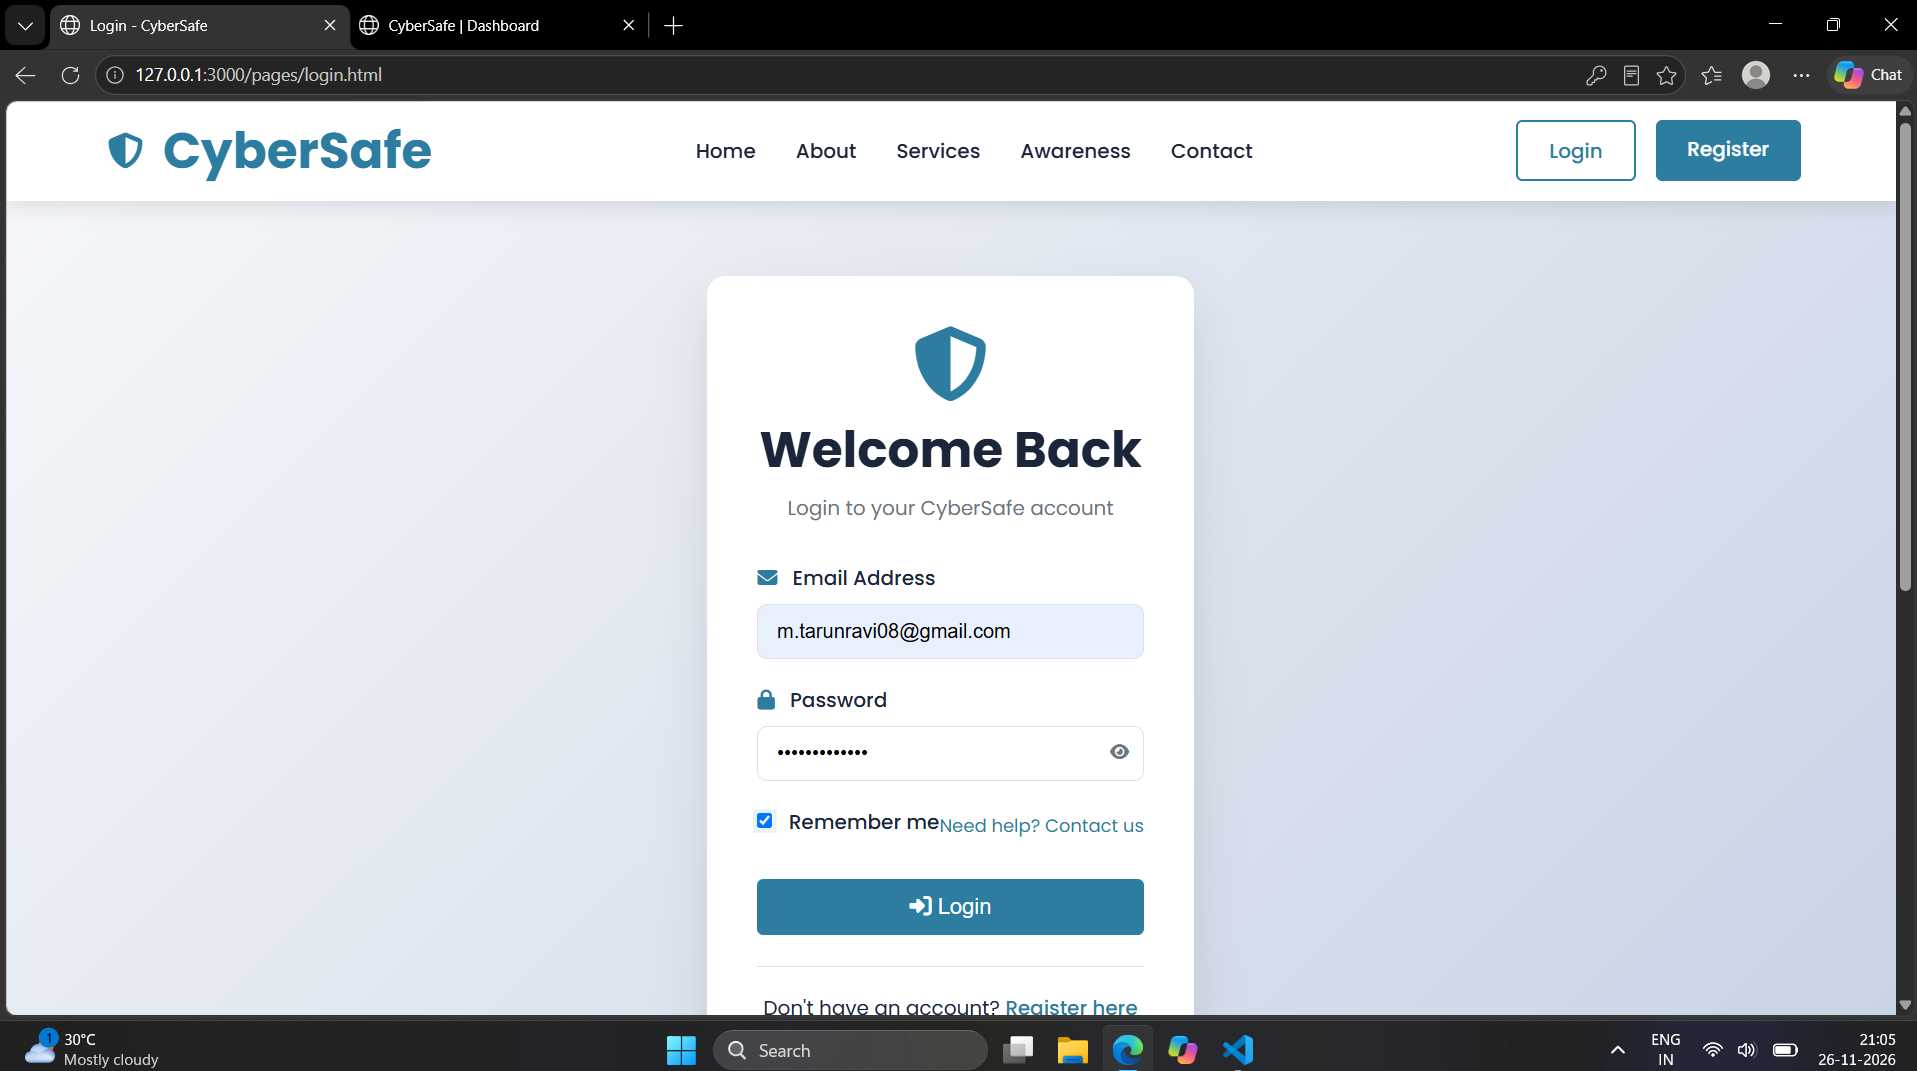 Login - CyberSafe
CyberSafe | Dashboard
127.0.0.1:3000/pages/login.html
Chat
CyberSafe
Home About Services Awareness Contact
Login
Register
Welcome Back
Login to your CyberSafe account
Email Address
m.tarunravi08@gmail.com
Password
•••••••••••••
Remember me
Need help? Contact us
Login
Don't have an account? Register here
1
30°C
Mostly cloudy
Search
ENG
IN
21:05
26-11-2026